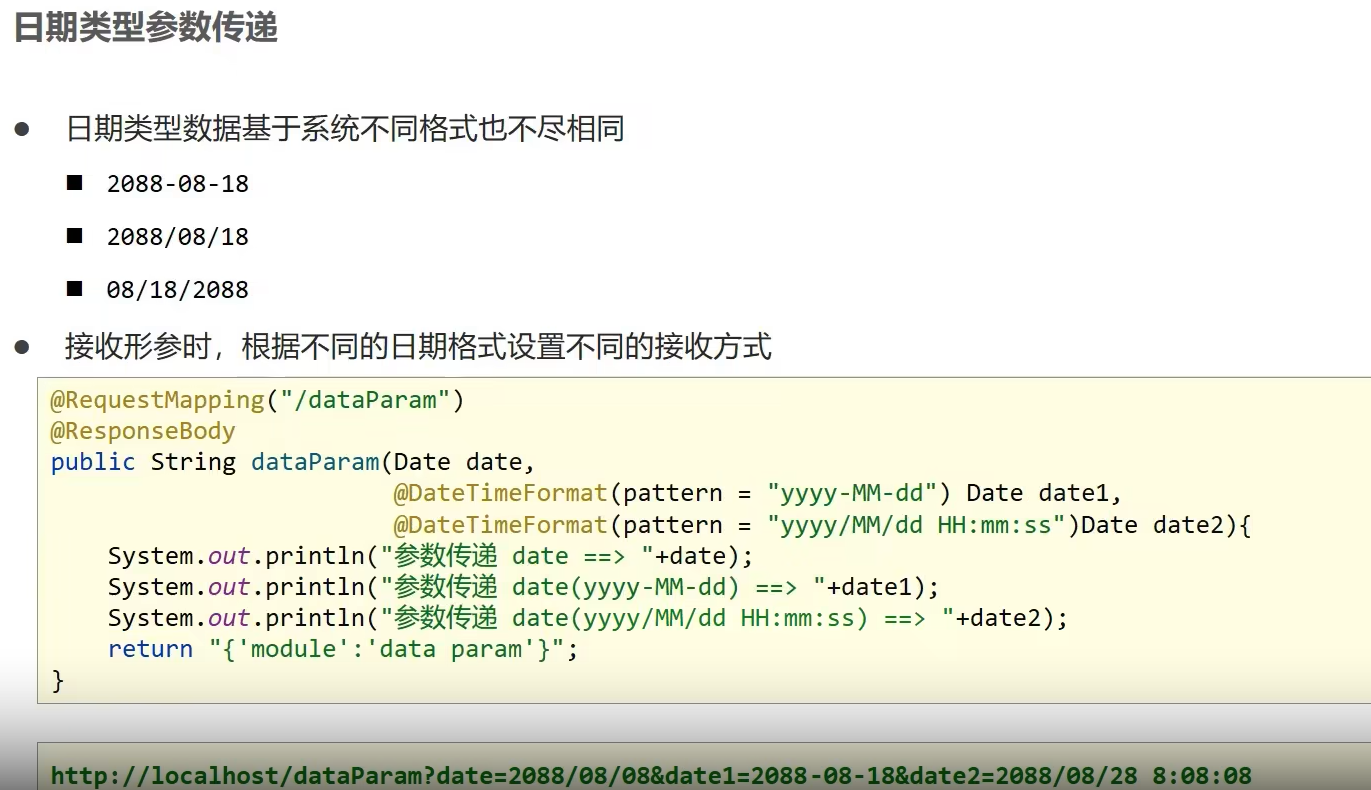 日期类型参数传递
● 日期类型数据基于系统不同格式也不尽相同
■ 2088-08-18
■ 2088/08/18
■ 08/18/2088
● 接收形参时，根据不同的日期格式设置不同的接收方式
@RequestMapping("/dataParam")
@ResponseBody
public String dataParam(Date date,
@DateTimeFormat(pattern = "yyyy-MM-dd") Date date1,
@DateTimeFormat(pattern = "yyyy/MM/dd HH:mm:ss")Date date2){
System.out.println("参数传递 date ==> "+date);
System.out.println("参数传递 date(yyyy-MM-dd) ==> "+date1);
System.out.println("参数传递 date(yyyy/MM/dd HH:mm:ss) ==> "+date2);
return "{'module':'data param'}";
}
http://localhost/dataParam?date=2088/08/08&date1=2088-08-18&date2=2088/08/28 8:08:08